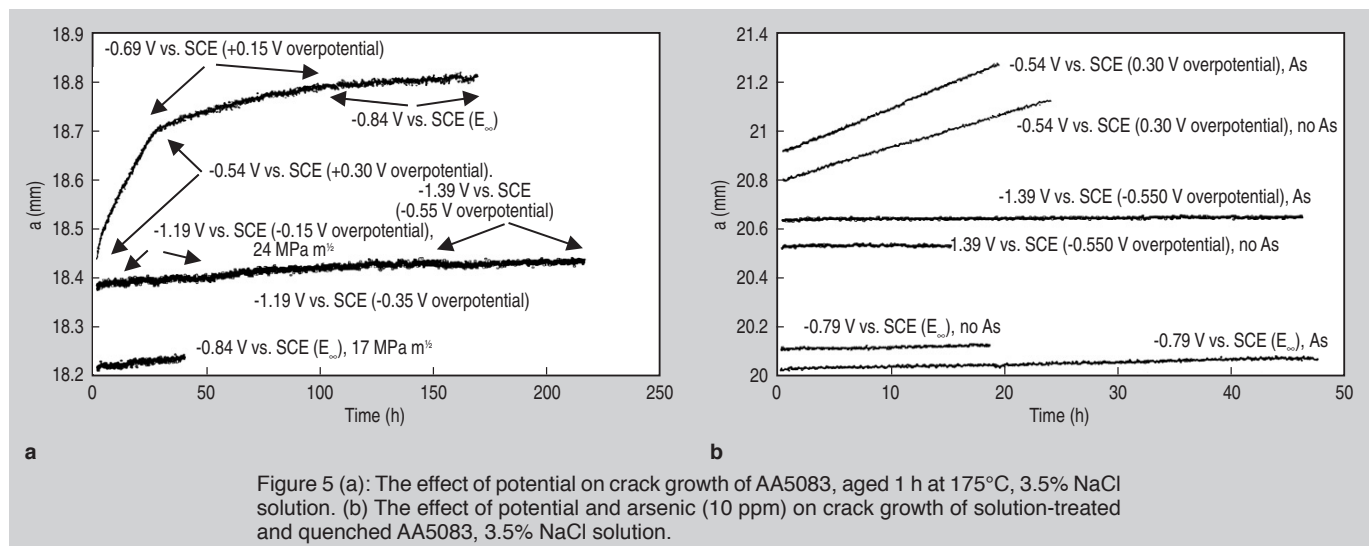 18.9
18.8
18.7
18.6
18.5
18.4
18.3
18.2
a (mm)
0
50
100
150
200
250
Time (h)
-0.69 V vs. SCE (+0.15 V overpotential)
-0.84 V vs. SCE (E∞)
-0.54 V vs. SCE (+0.30 V overpotential).
-1.39 V vs. SCE
(-0.55 V overpotential)
-1.19 V vs. SCE (-0.15 V overpotential),
24 MPa m½
-1.19 V vs. SCE (-0.35 V overpotential)
-0.84 V vs. SCE (E∞), 17 MPa m½
a
21.4
21.2
21
20.8
20.6
20.4
20.2
20
a (mm)
0
10
20
30
40
50
Time (h)
-0.54 V vs. SCE (0.30 V overpotential), As
-0.54 V vs. SCE (0.30 V overpotential), no As
-1.39 V vs. SCE (-0.550 V overpotential), As
1.39 V vs. SCE (-0.550 V overpotential), no As
-0.79 V vs. SCE (E∞), no As
-0.79 V vs. SCE (E∞), As
b
Figure 5 (a): The effect of potential on crack growth of AA5083, aged 1 h at 175°C, 3.5% NaCl
solution. (b) The effect of potential and arsenic (10 ppm) on crack growth of solution-treated
and quenched AA5083, 3.5% NaCl solution.